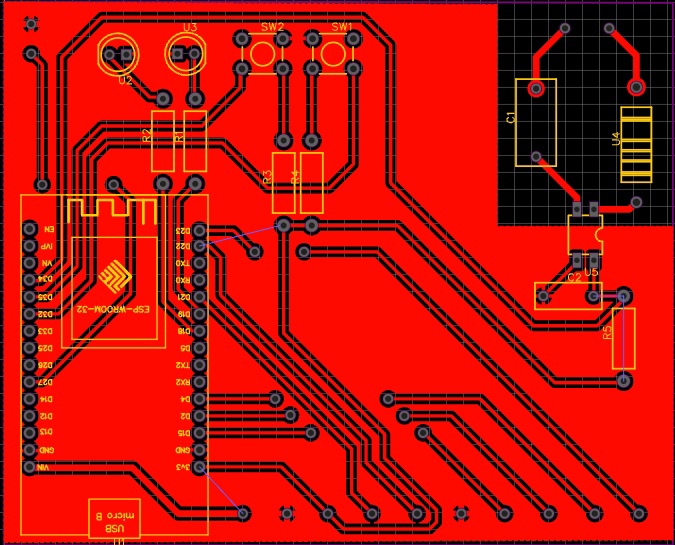 SW2
SW1
U3
U2
C1
U4
R2
R1
R3
R4
EN
IVP
VN
D34
D35
D32
D33
D25
D26
D27
D14
D12
D13
GND
VIN
D23
D22
TX0
RX0
D21
D19
D18
D5
TX2
RX2
D4
D2
D15
GND
3v3
ESP-WROOM-32
C2
U5
R5
USB
micro B
U1